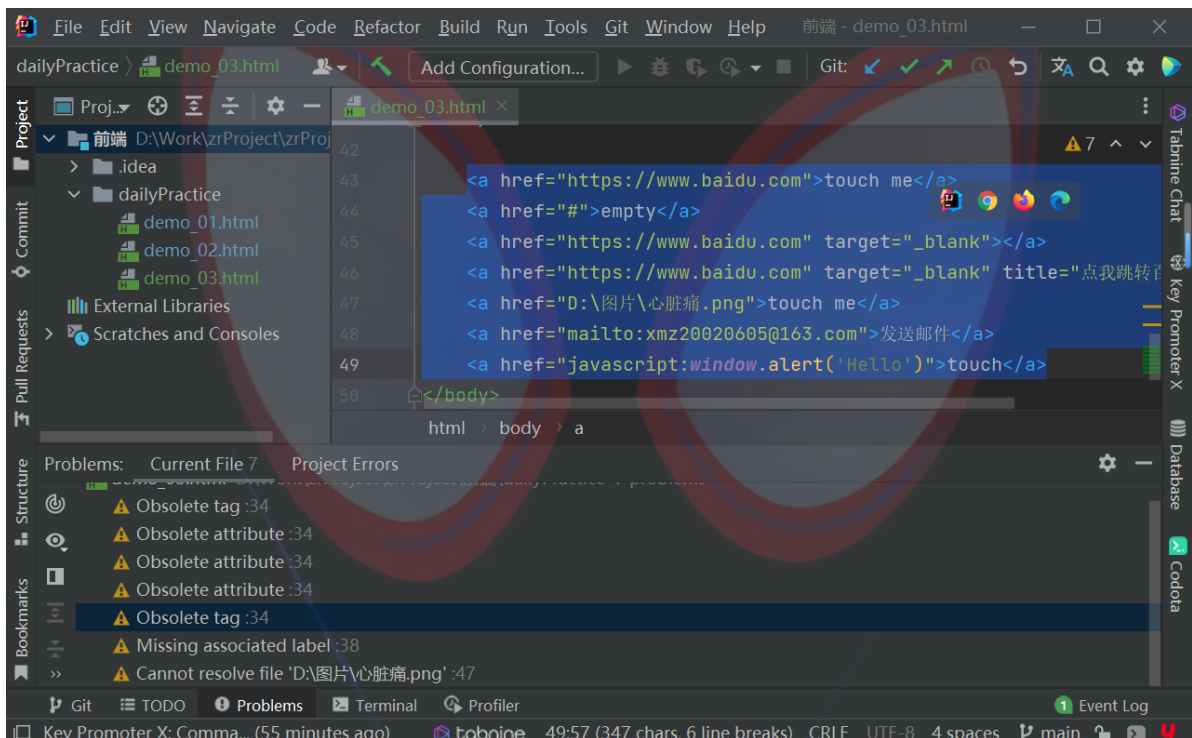 File Edit View Navigate Code Refactor Build Run Tools Git Window Help 前端 - demo_03.html
dailyPractice demo_03.html Add Configuration... Git:
Project
Commit
Pull Requests
Structure
Bookmarks
Proj...
前端 D:\Work\zrProject\zrProj
.idea
dailyPractice
demo_01.html
demo_02.html
demo_03.html
External Libraries
Scratches and Consoles
demo_03.html
7
42
43 <a href="https://www.baidu.com">touch me</a>
44 <a href="#">empty</a>
45 <a href="https://www.baidu.com" target="_blank"></a>
46 <a href="https://www.baidu.com" target="_blank" title="点我跳转百
47 <a href="D:\图片\心脏痛.png">touch me</a>
48 <a href="mailto:xmz20020605@163.com">发送邮件</a>
49 <a href="javascript:window.alert('Hello')">touch</a>
50 </body>
html body a
Tabnine Chat
Key Promoter X
Database
Codota
Problems: Current File 7 Project Errors
Obsolete tag :34
Obsolete attribute :34
Obsolete attribute :34
Obsolete attribute :34
Obsolete tag :34
Missing associated label :38
Cannot resolve file 'D:\图片\心脏痛.png' :47
Git TODO Problems Terminal Profiler 1 Event Log
Key Promoter X: Comma... (55 minutes ago) tabnine 49:57 (347 chars, 6 line breaks) CRLF UTF-8 4 spaces main